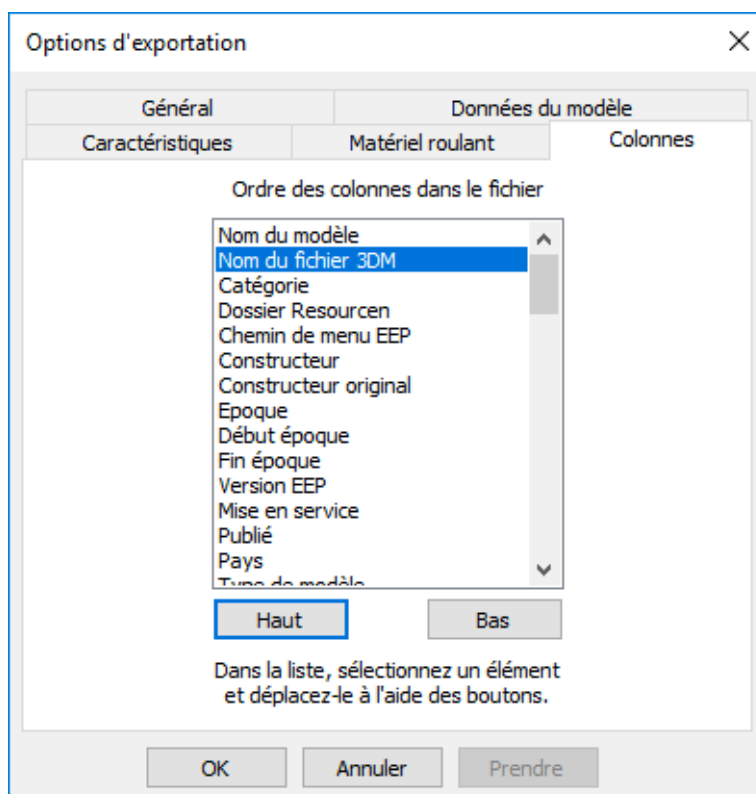 Options d'exportation
Général
Données du modèle
Caractéristiques
Matériel roulant
Colonnes
Ordre des colonnes dans le fichier
Nom du modèle
Nom du fichier 3DM
Catégorie
Dossier Resourcen
Chemin de menu EEP
Constructeur
Constructeur original
Epoque
Début époque
Fin époque
Version EEP
Mise en service
Publié
Pays
Type de modèle
Haut
Bas
Dans la liste, sélectionnez un élément
et déplacez-le à l'aide des boutons.
OK
Annuler
Prendre